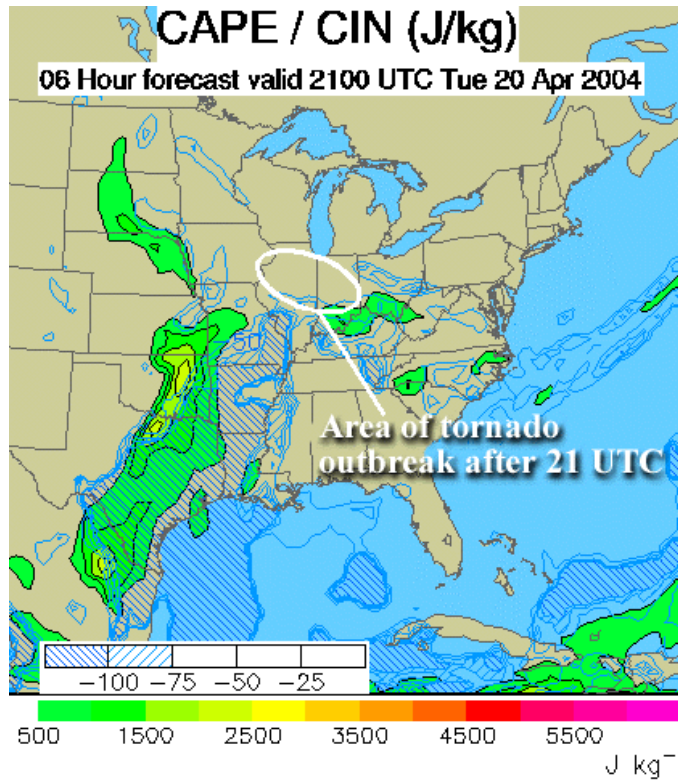 CAPE / CIN (J/kg)
06 Hour forecast valid 2100 UTC Tue 20 Apr 2004
50
Area of tornado
outbreak after 21 UTC
−100 −75 −50 −25
500 1500 2500 3500 4500 5500
J kg⁻